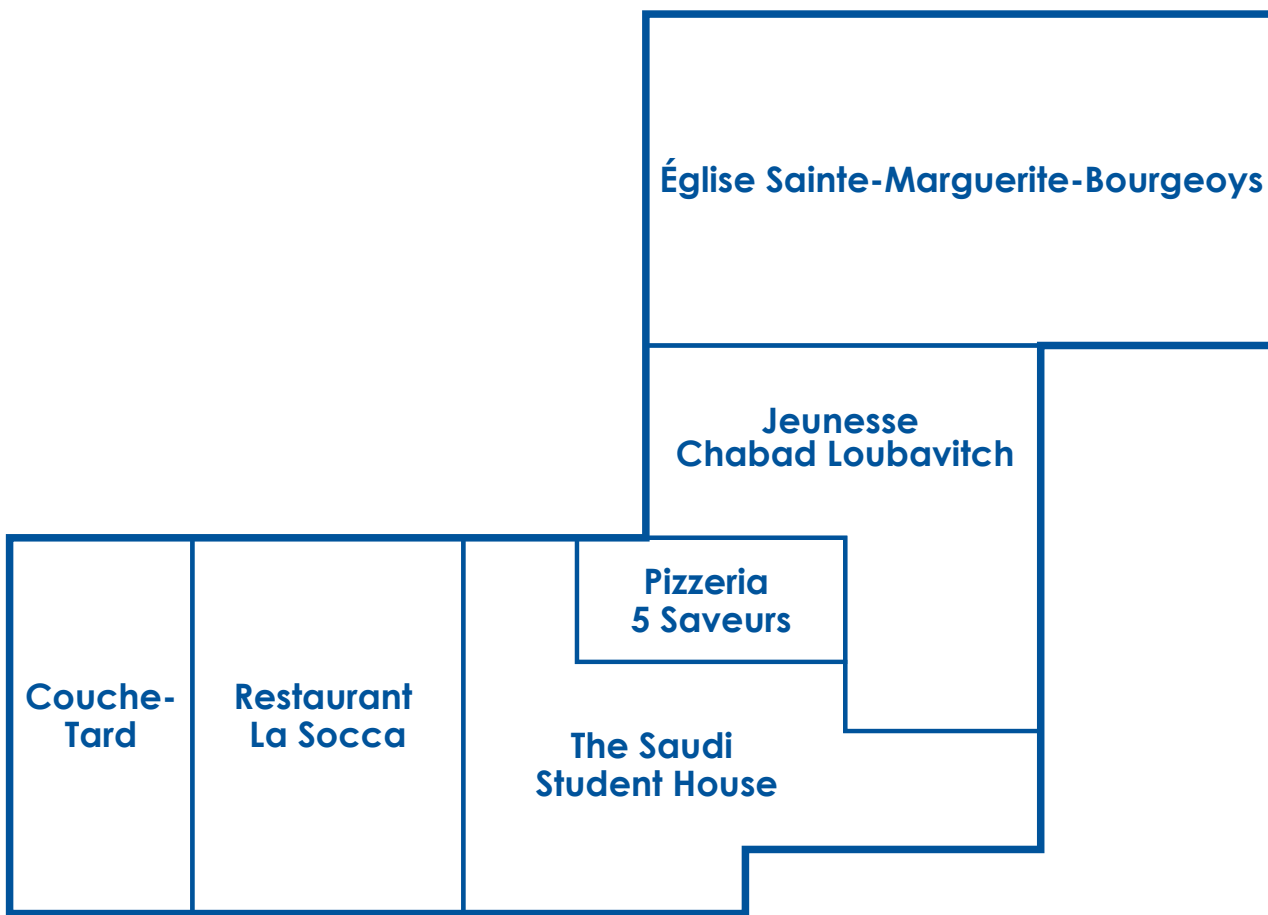 Église Sainte-Marguerite-Bourgeoys
Jeunesse
Chabad Loubavitch
Pizzeria
5 Saveurs
Couche-
Tard
Restaurant
La Socca
The Saudi
Student House